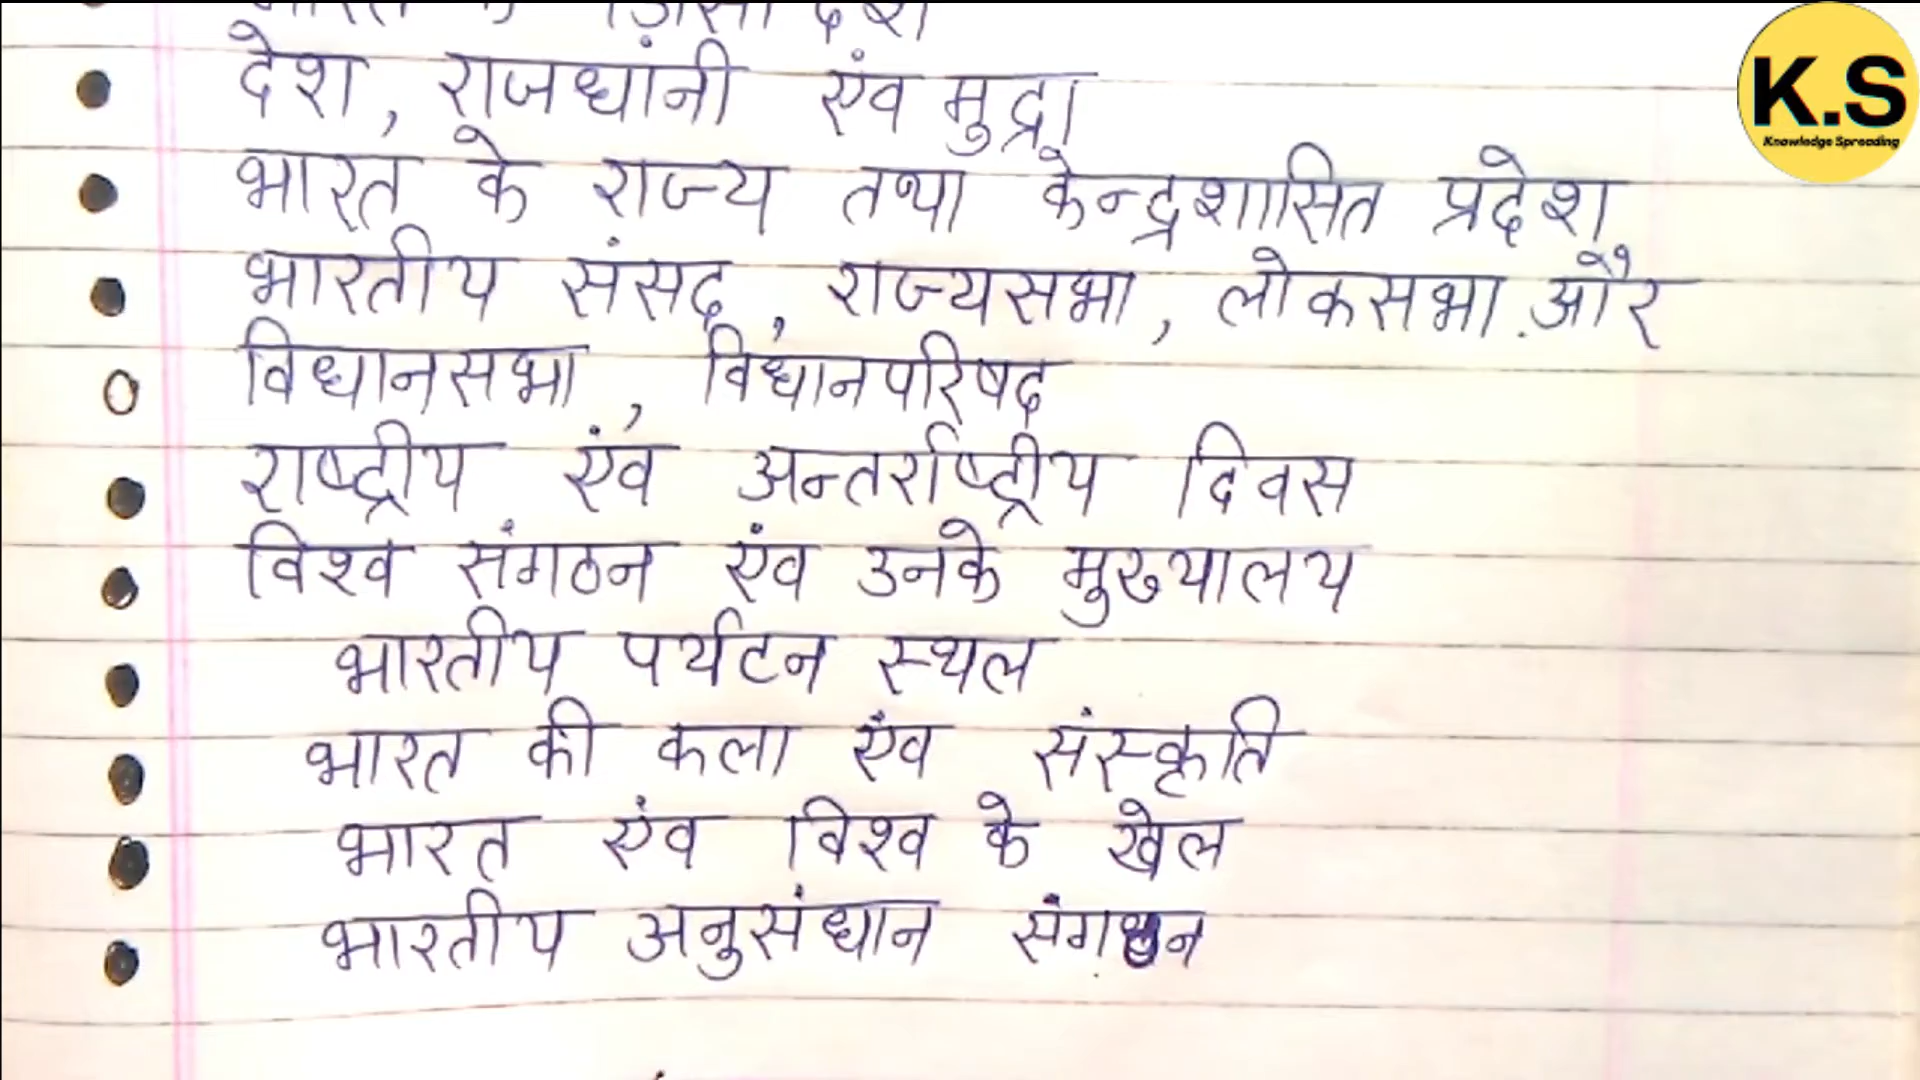 देश, राजधांनी एंव मुद्रा
भारत के राज्य तथा केन्द्रशासित प्रदेश
भारतीय संसद, राज्यसभा, लोकसभा और
विधानसभा, विधानपरिषद
राष्ट्रीय एंव अन्तर्राष्ट्रीय दिवस
विश्व संगठन एंव उनके मुख्यालय
भारतीय पर्यटन स्थल
भारत की कला एंव संस्कृति
भारत एंव विश्व के खेल
भारतीय अनुसंधान संगठन
K.S
Knowledge Spreading